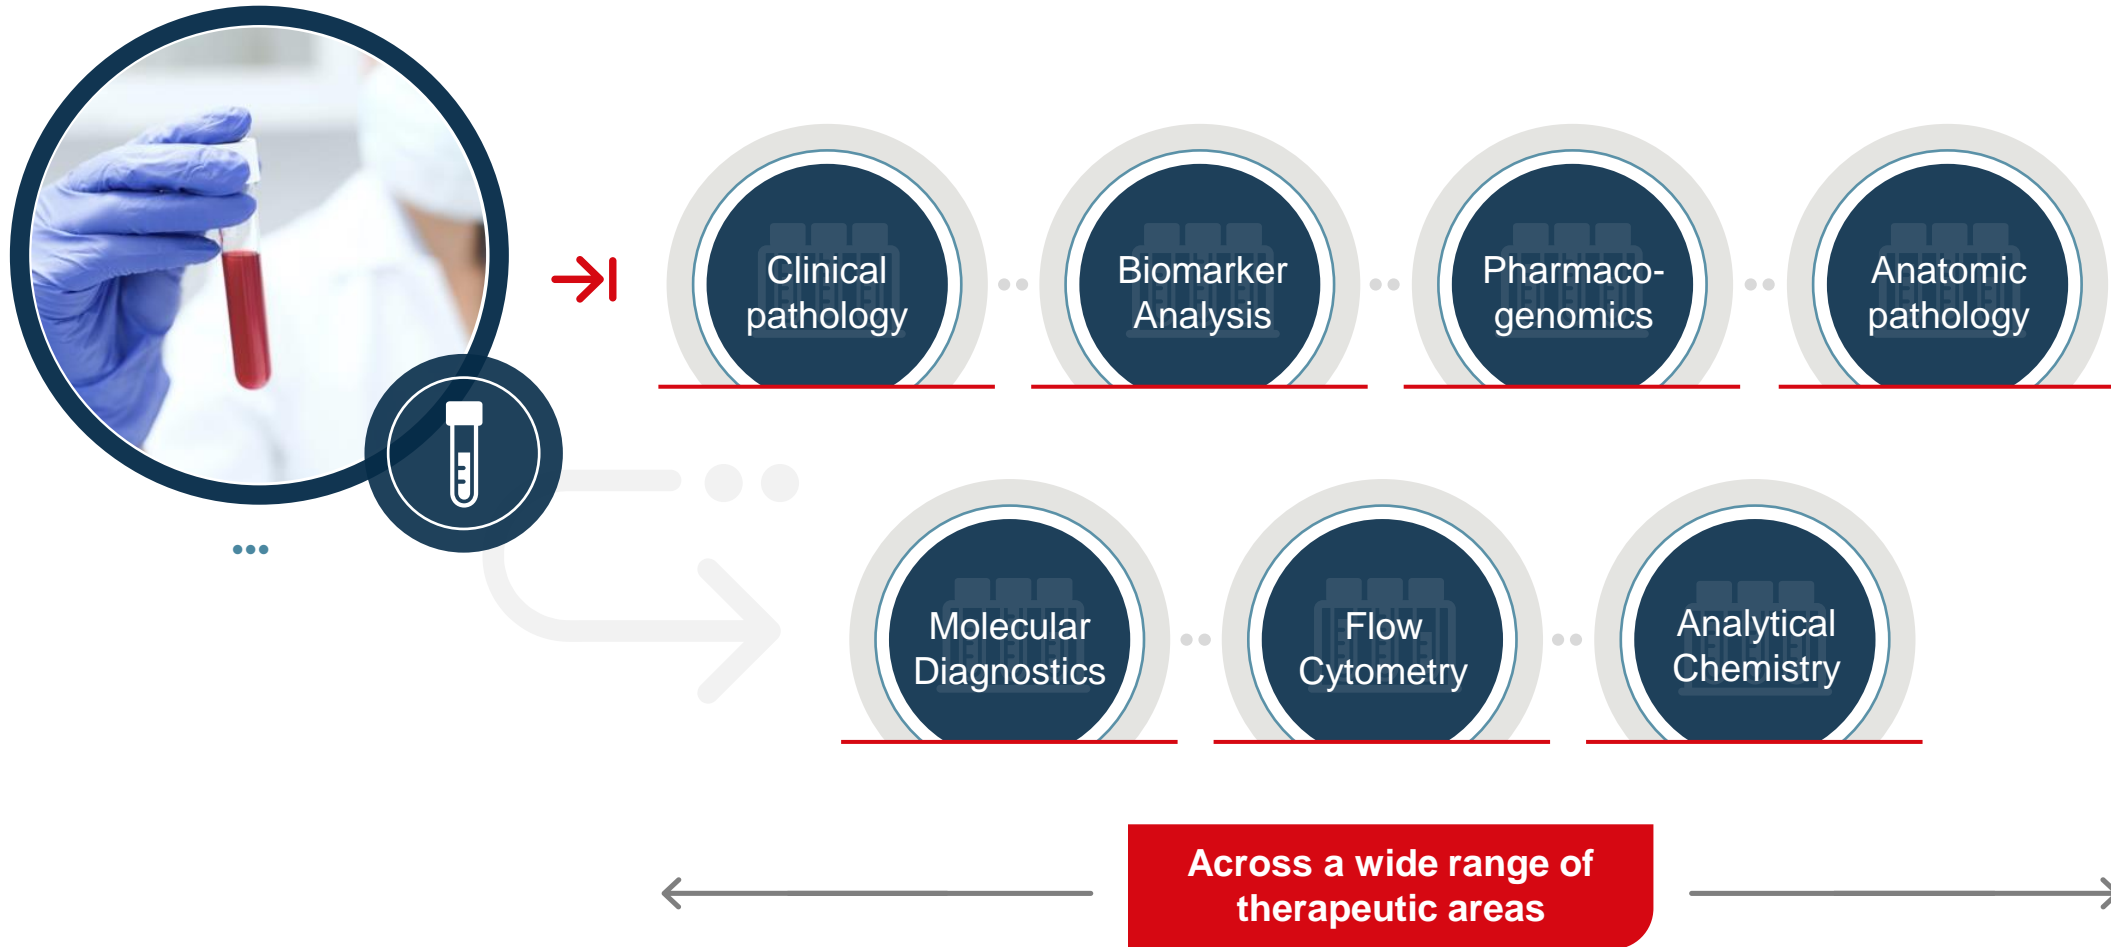 Clinical
pathology
Biomarker
Analysis
Pharmaco-
genomics
Anatomic
pathology
Molecular
Diagnostics
Flow
Cytometry
Analytical
Chemistry
Across a wide range of
therapeutic areas